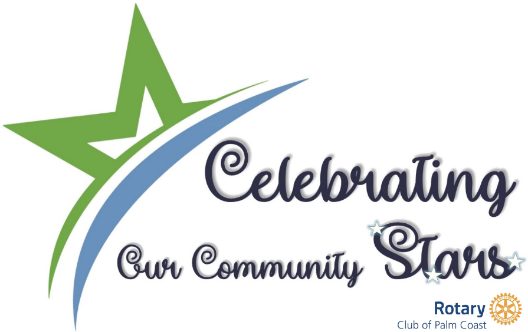 Celebrating
Our Community Stars
Rotary
Club of Palm Coast